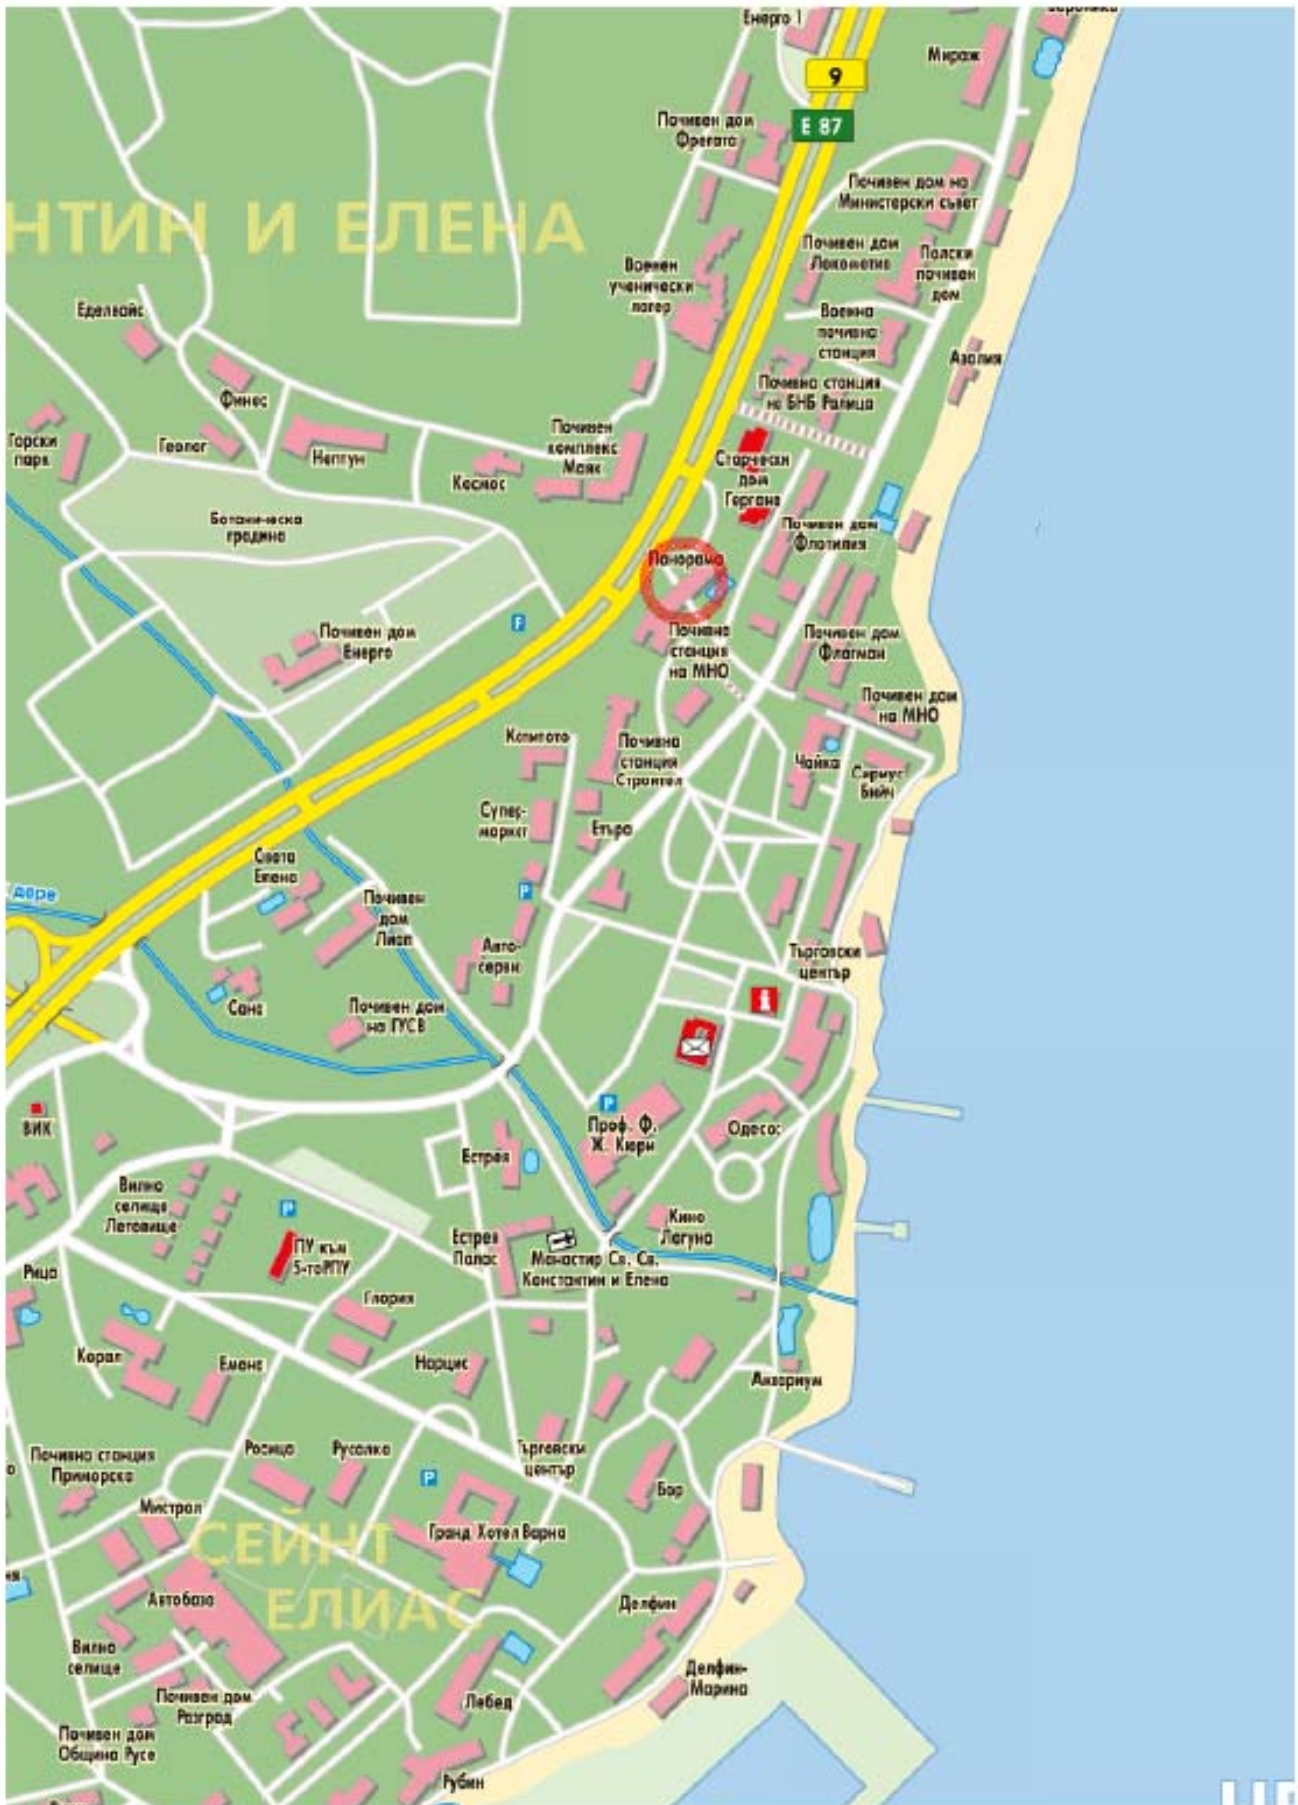 Енерго 1
Мираж
9
E 87
Почивен дом
Фрегата
Почивен дом на
Министерски съвет
НТИН И ЕЛЕНА
Почивен дом
Локомотив
Полски
почивен
дом
Военен
ученически
лагер
Еделвайс
Военна
почивна
станция
Азалия
Почивна станция
на БНБ Ралица
Финес
Горски
парк
Геолог
Нептун
Почивен
комплекс
Маяк
Космос
Старчески
дом
Гергана
Ботаническа
градина
Почивен дом
Флотилия
Панорама
P
Почивен дом
Енерго
Почивна
станция
на МНО
Почивен дом
Флагман
Почивен дом
на МНО
Копитото
Почивна
станция
Строител
Чайка
Сириус
Бийч
Супер-
маркет
Етъра
Света
Елена
P
дере
Почивен
дом
Лиап
Авто-
сервиз
Търговски
център
Сана
Почивен дом
на ГУСВ
i
ВИК
P
Проф. Ф.
Ж. Кюри
Одесос
Естрея
Вилно
селище
Летовище
P
Естрея
Палас
Кино
Лагуна
ПУ към
5-то РПУ
Манастир Св. Св.
Константин и Елена
Рица
Глория
Корал
Емона
Нарцис
Аквариум
Почивна станция
Приморска
Росица
Русалка
Търговски
център
P
Бор
Мистрал
СЕЙНТ
ЕЛИАС
Гранд Хотел Варна
Автобаза
Делфин
Вилно
селище
Делфин-
Марина
Почивен дом
Разград
Лебед
Почивен дом
Община Русе
Рубин